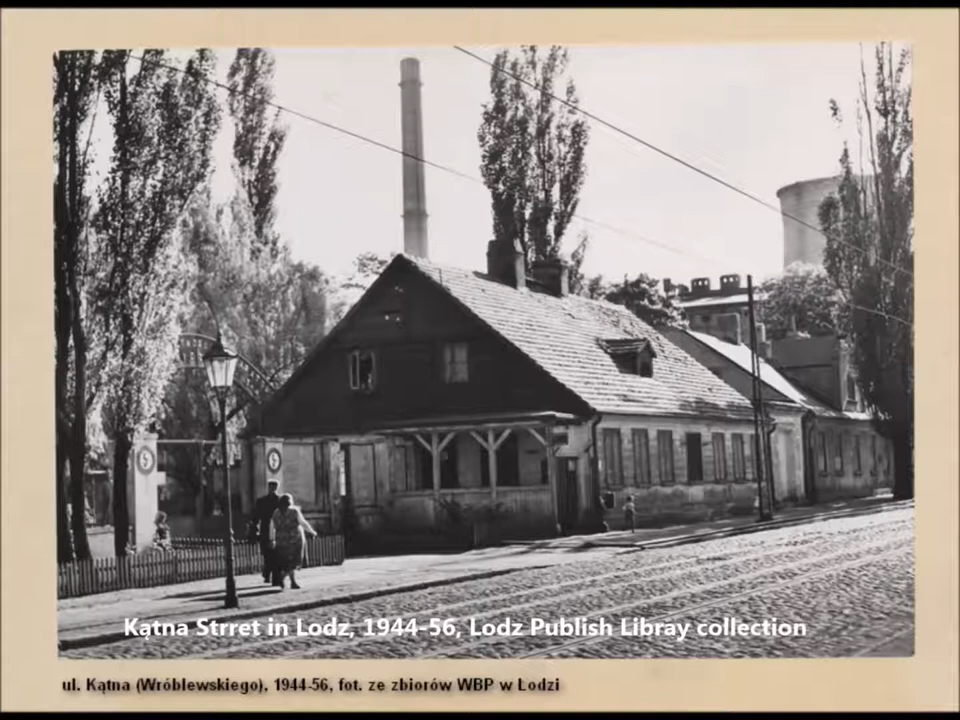 Kątna Strret in Lodz, 1944-56, Lodz Publish Libray collection
ul. Kątna (Wróblewskiego), 1944-56, fot. ze zbiorów WBP w Łodzi